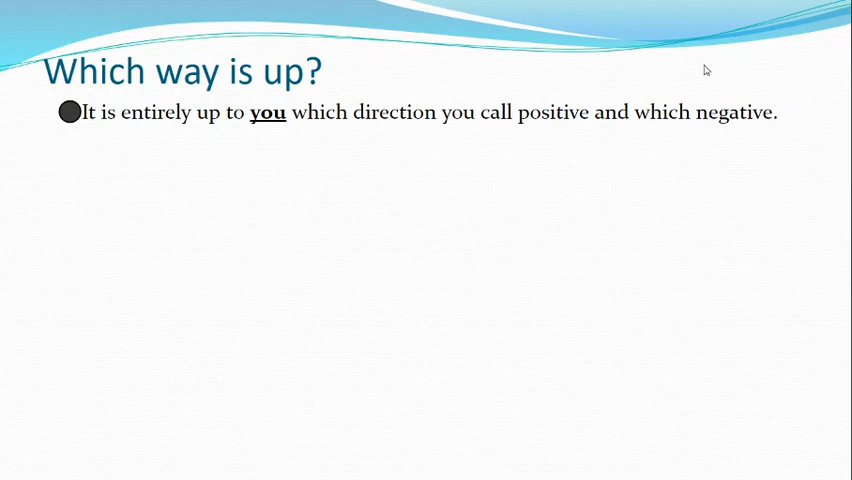 Which way is up?
It is entirely up to you which direction you call positive and which negative.